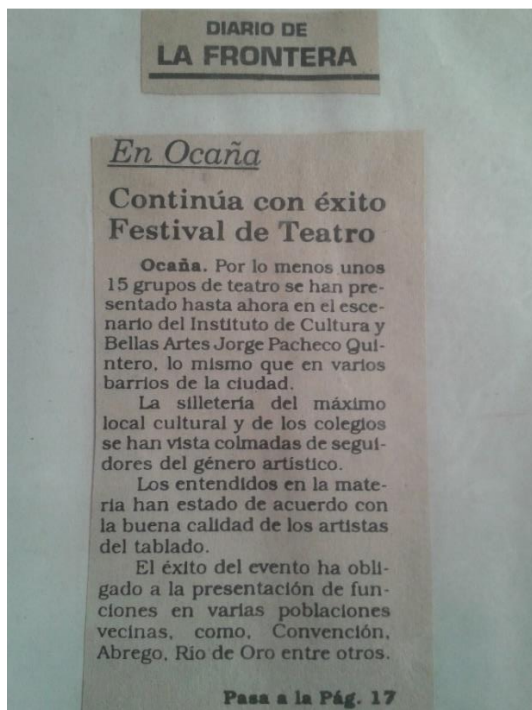 DIARIO DE
LA FRONTERA
En Ocaña
Continúa con éxito
Festival de Teatro
Ocaña. Por lo menos unos
15 grupos de teatro se han pre-
sentado hasta ahora en el esce-
nario del Instituto de Cultura y
Bellas Artes Jorge Pacheco Quin-
tero, lo mismo que en varios
barrios de la ciudad.
La silletería del máximo
local cultural y de los colegios
se han vista colmadas de segui-
dores del género artístico.
Los entendidos en la mate-
ria han estado de acuerdo con
la buena calidad de los artistas
del tablado.
El éxito del evento ha obli-
gado a la presentación de fun-
ciones en varias poblaciones
vecinas, como, Convención,
Abrego, Rio de Oro entre otros.
Pasa a la Pág. 17